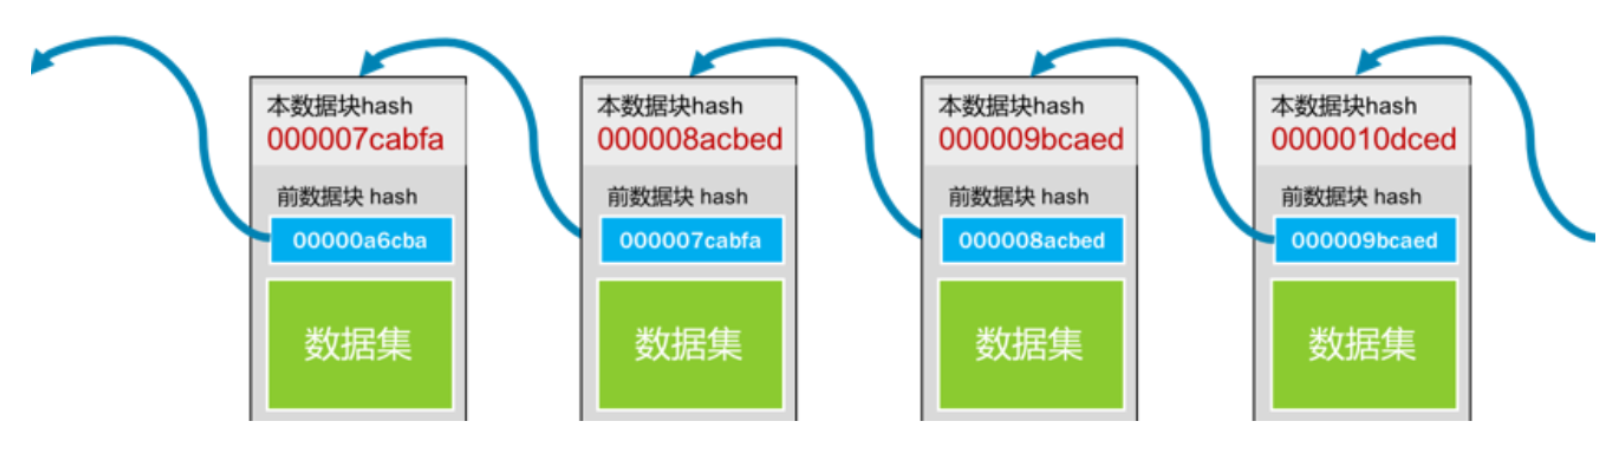 本数据块hash
000007cabfa
前数据块 hash
00000a6cba
数据集
本数据块hash
000008acbed
前数据块 hash
000007cabfa
数据集
本数据块hash
000009bcaed
前数据块 hash
000008acbed
数据集
本数据块hash
0000010dced
前数据块 hash
000009bcaed
数据集